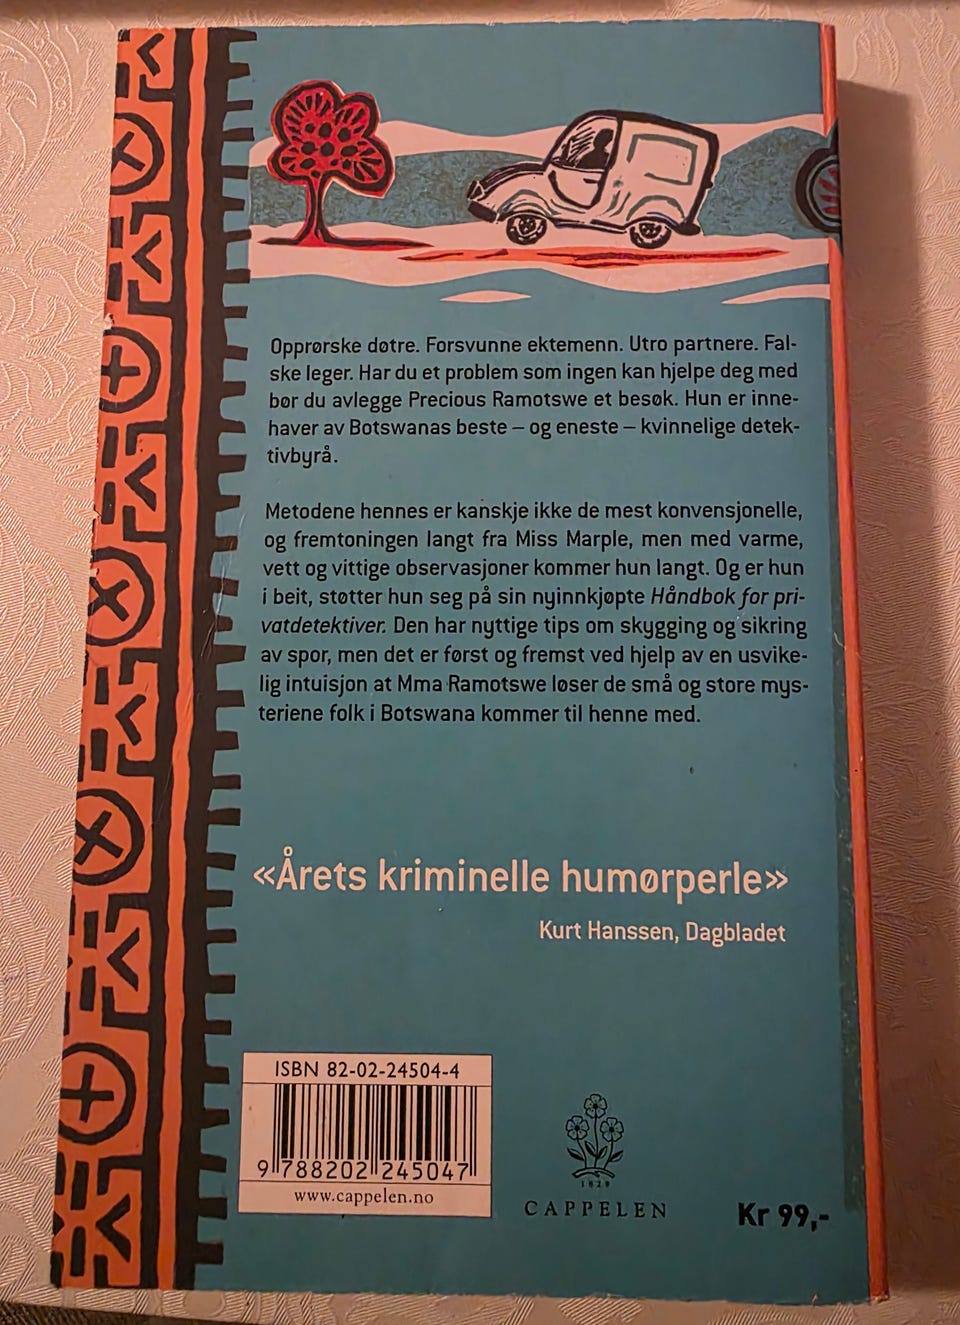 Opprørske døtre. Forsvunne ektemenn. Utro partnere. Fal-
ske leger. Har du et problem som ingen kan hjelpe deg med
bør du avlegge Precious Ramotswe et besøk. Hun er inne-
haver av Botswanas beste – og eneste – kvinnelige detek-
tivbyrå.
Metodene hennes er kanskje ikke de mest konvensjonelle,
og fremtoningen langt fra Miss Marple, men med varme,
vett og vittige observasjoner kommer hun langt. Og er hun
i beit, støtter hun seg på sin nyinnkjøpte Håndbok for pri-
vatdetektiver. Den har nyttige tips om skygging og sikring
av spor, men det er først og fremst ved hjelp av en usvike-
lig intuisjon at Mma Ramotswe løser de små og store mys-
teriene folk i Botswana kommer til henne med.
«Årets kriminelle humørperle»
Kurt Hanssen, Dagbladet
ISBN 82-02-24504-4
9 788202 245047
www.cappelen.no
1829
CAPPELEN
Kr 99,-